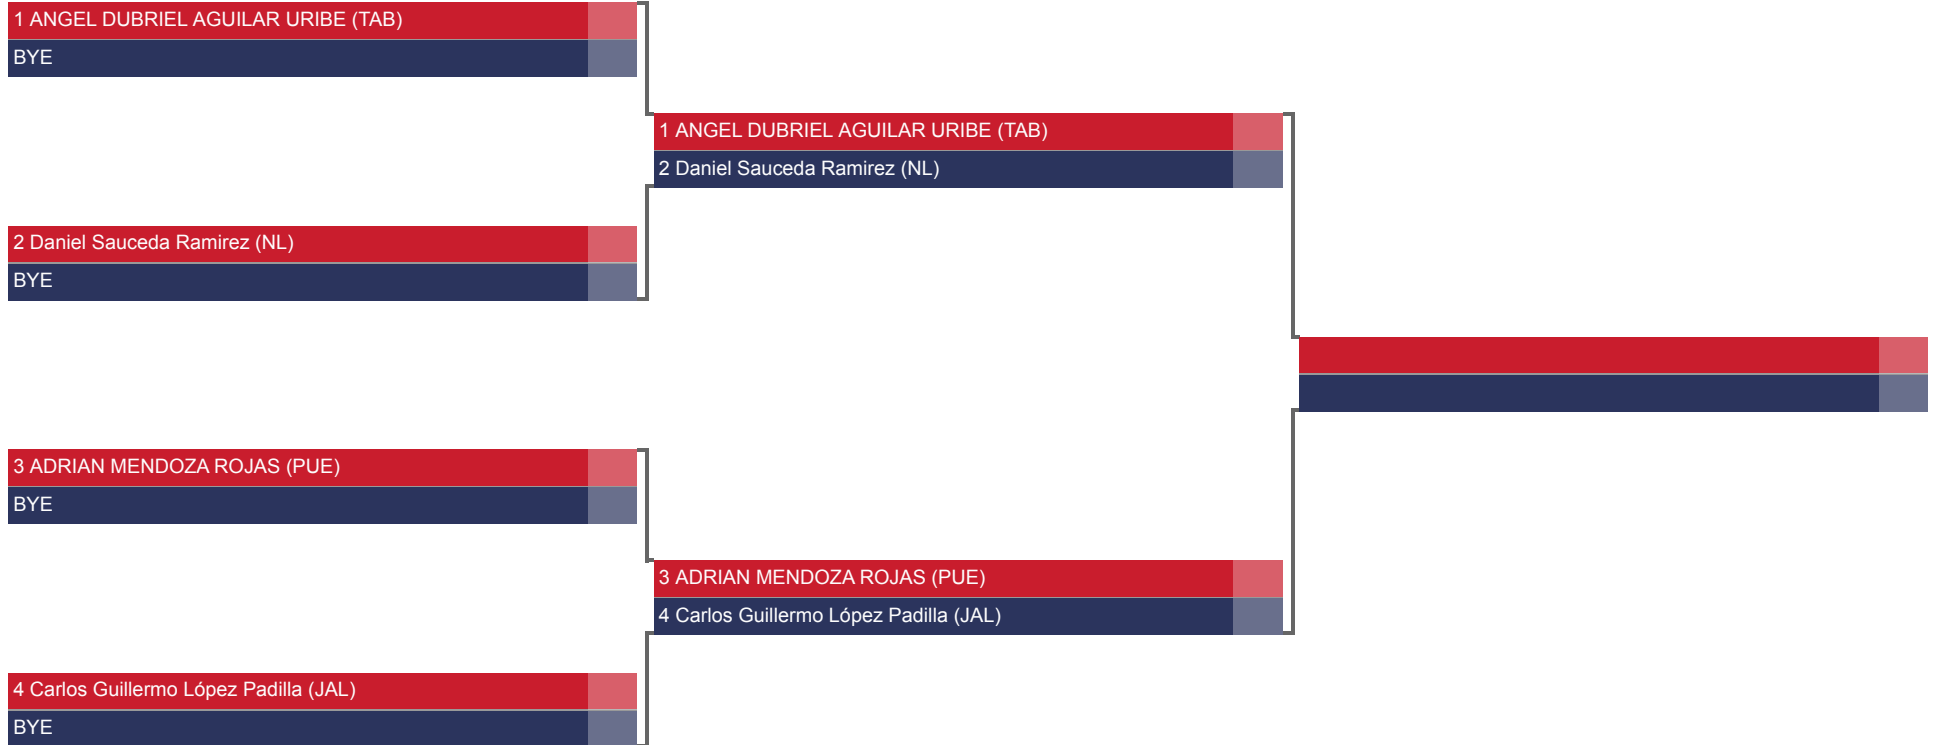 1 ANGEL DUBRIEL AGUILAR URIBE (TAB)
BYE
1 ANGEL DUBRIEL AGUILAR URIBE (TAB)
2 Daniel Sauceda Ramirez (NL)
2 Daniel Sauceda Ramirez (NL)
BYE
3 ADRIAN MENDOZA ROJAS (PUE)
BYE
3 ADRIAN MENDOZA ROJAS (PUE)
4 Carlos Guillermo López Padilla (JAL)
4 Carlos Guillermo López Padilla (JAL)
BYE